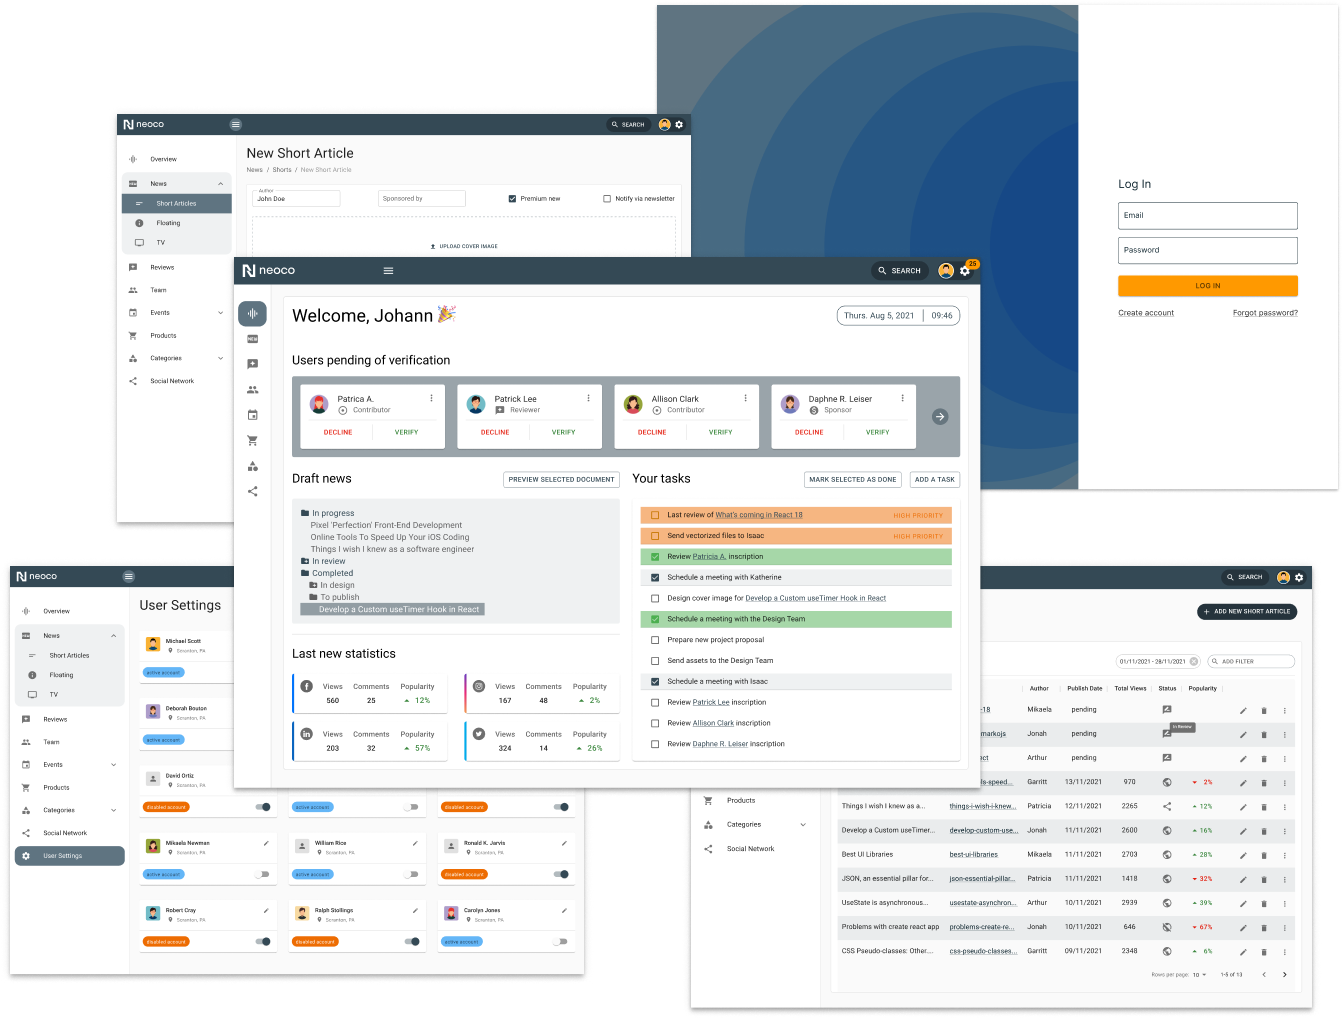 Log In
Email
Password
LOG IN
Create account
Forgot password?
neoco
SEARCH
Overview
News
Short Articles
Floating
TV
Reviews
Team
Events
Products
Categories
Social Network
New Short Article
News / Shorts / New Short Article
Author
John Doe
Sponsored by
Premium new
Notify via newsletter
UPLOAD COVER IMAGE
neoco
SEARCH
25
NEW
Welcome, Johann
Thurs. Aug 5, 2021 | 09:46
Users pending of verification
Patrica A.
Contributor
DECLINE
VERIFY
Patrick Lee
Reviewer
DECLINE
VERIFY
Allison Clark
Contributor
DECLINE
VERIFY
Daphne R. Leiser
Sponsor
DECLINE
VERIFY
Draft news
PREVIEW SELECTED DOCUMENT
In progress
Pixel 'Perfection' Front-End Development
Online Tools To Speed Up Your iOS Coding
Things I wish I knew as a software engineer
In review
Completed
In design
To publish
Develop a Custom useTimer Hook in React
Last new statistics
Views Comments Popularity
560 25 12%
Views Comments Popularity
167 48 2%
Views Comments Popularity
203 32 57%
Views Comments Popularity
324 14 26%
Your tasks
MARK SELECTED AS DONE
ADD A TASK
Last review of What's coming in React 18 HIGH PRIORITY
Send vectorized files to Isaac HIGH PRIORITY
Review Patricia A. inscription
Schedule a meeting with Katherine
Design cover image for Develop a Custom useTimer Hook in React
Schedule a meeting with the Design Team
Prepare new project proposal
Send assets to the Design Team
Schedule a meeting with Isaac
Review Patrick Lee inscription
Review Allison Clark inscription
Review Daphne R. Leiser inscription
neoco
Overview
News
Short Articles
Floating
TV
Reviews
Team
Events
Products
Categories
Social Network
User Settings
User Settings
Michael Scott
Scranton, PA
active account
Deborah Bouton
Scranton, PA
active account
David Ortiz
Scranton, PA
disabled account
active account
disabled account
Mikaela Newman
Scranton, PA
active account
William Rice
Scranton, PA
active account
Ronald K. Jarvis
Scranton, PA
disabled account
Robert Cray
Scranton, PA
disabled account
Ralph Stollings
Scranton, PA
disabled account
Carolyn Jones
Scranton, PA
active account
SEARCH
ADD NEW SHORT ARTICLE
01/11/2021 - 28/11/2021
ADD FILTER
Products
Categories
Social Network
Author Publish Date Total Views Status Popularity
-18 Mikaela pending
In Review
markojs Jonah pending
ct Arthur pending
ls-speed... Garritt 13/11/2021 970 2%
Things I wish I knew as a... things-i-wish-I-knew... Patricia 12/11/2021 2265 12%
Develop a Custom useTimer... develop-custom-use... Jonah 11/11/2021 2600 16%
Best UI Libraries best-ui-libraries Mikaela 11/11/2021 2703 28%
JSON, an essential pillar for... json-essential-pillar... Patricia 11/11/2021 1418 32%
UseState is asynchronous... usestate-asynchron... Arthur 10/11/2021 2939 39%
Problems with create react app problems-create-re... Jonah 10/11/2021 646 67%
CSS Pseudo-classes: Other.... css-pseudo-classes... Garritt 09/11/2021 2348 6%
Rows per page: 10 1-5 of 13